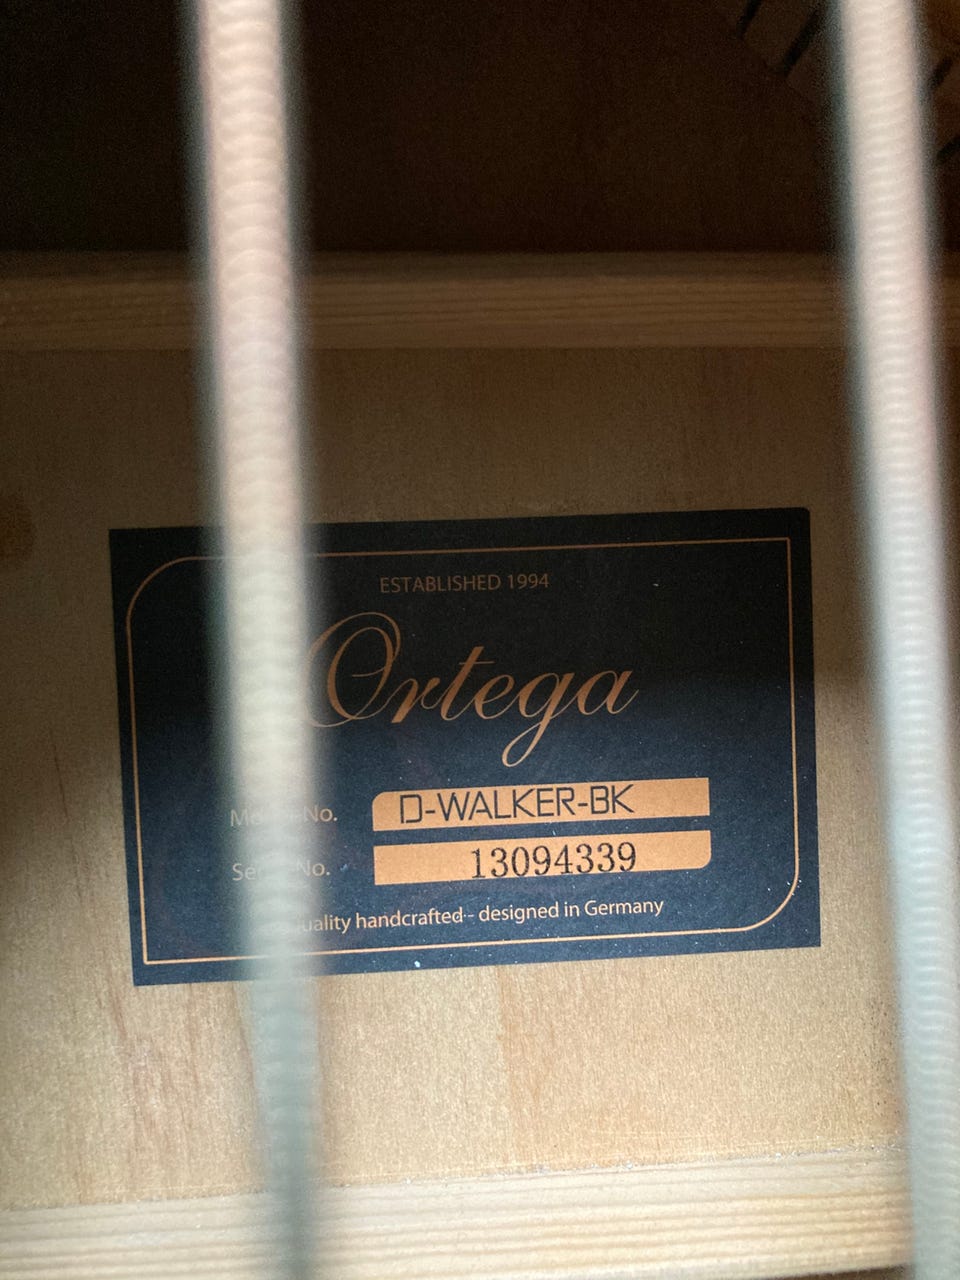 ESTABLISHED 1994
Ortega
No. D-WALKER-BK
No. 13094339
handcrafted - designed in Germany